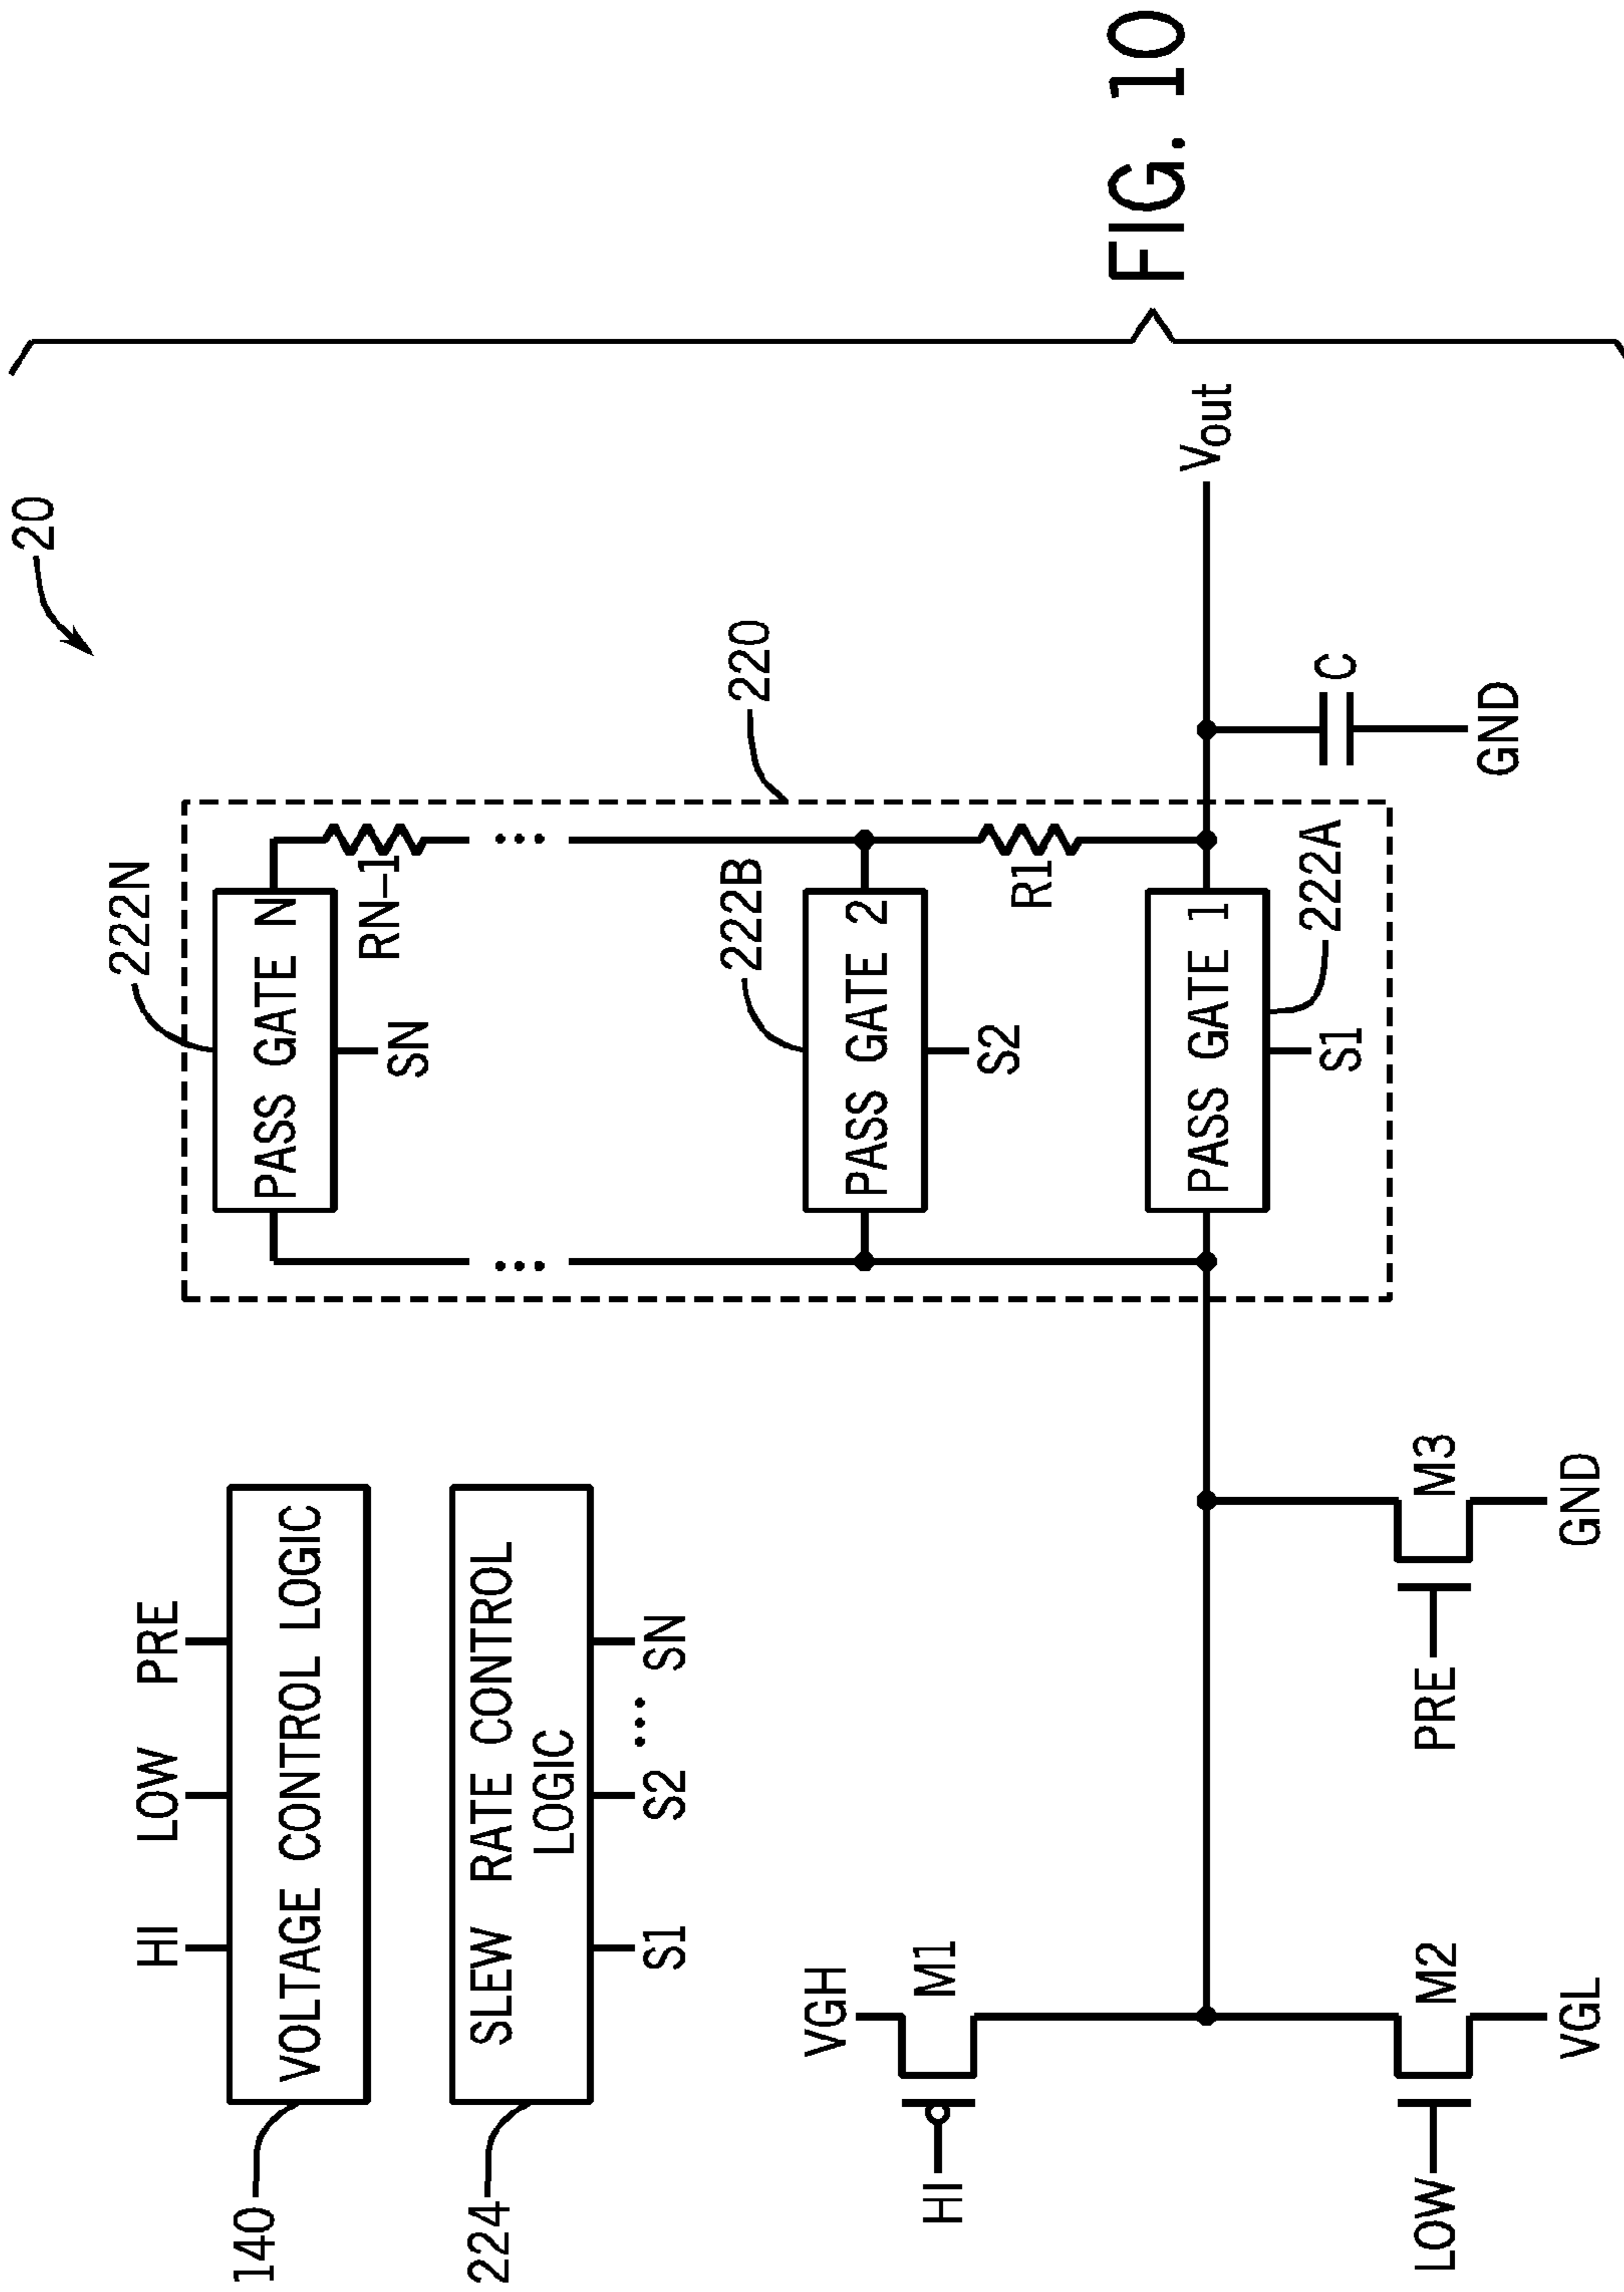 20
HI LOW PRE
140
VOLTAGE CONTROL LOGIC
224
SLEW RATE CONTROL
LOGIC
S1 S2 ... SN
222N
PASS GATE N
SN
RN-1
...
...
220
222B
PASS GATE 2
S2
R1
PASS GATE 1
222A
S1
VGH
HI
M1
LOW
M2
VGL
PRE
M3
GND
Vout
C
GND
FIG. 10